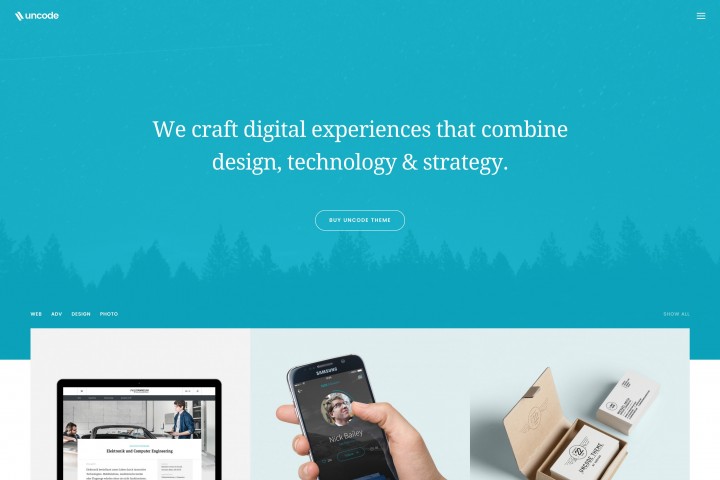 uncode
We craft digital experiences that combine
design, technology & strategy.
BUY UNCODE THEME
WEB ADV DESIGN PHOTO
SHOW ALL
SAMSUNG
Nick Bailey
Elektronik und Computer Engineering
UNCODE THEME